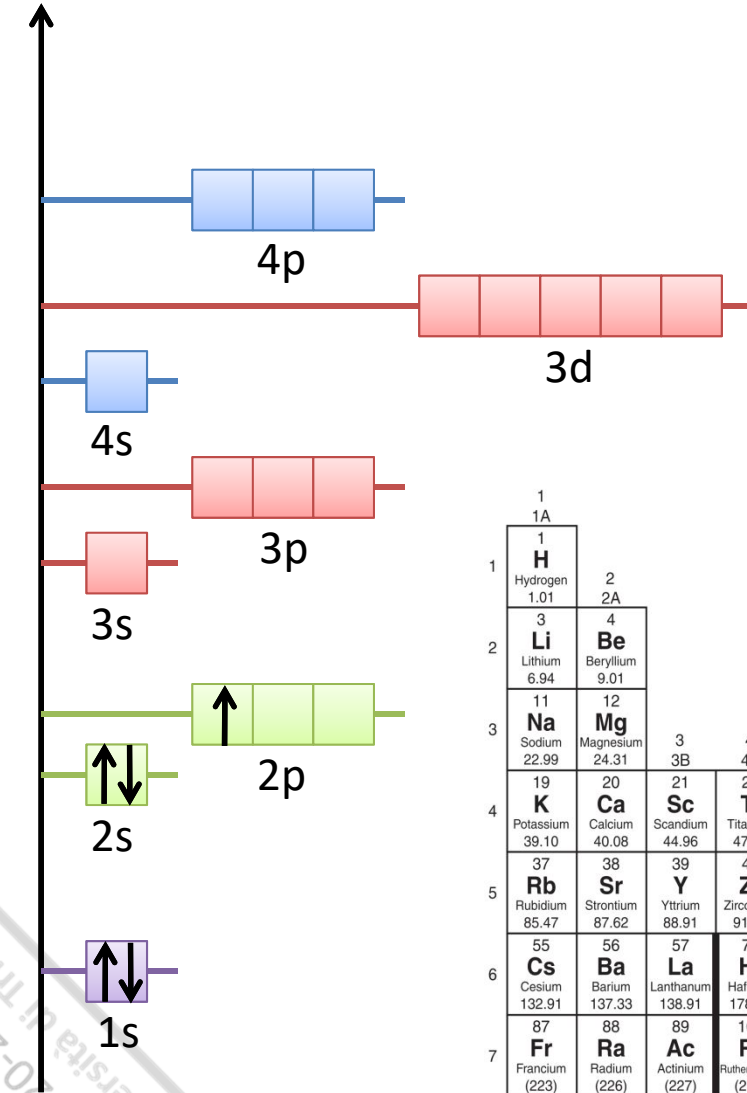 4p
3d
4s
3p
3s
2p
2s
1s
1
1A
1
H
Hydrogen
1.01
2
2A
1
3
Li
Lithium
6.94
4
Be
Beryllium
9.01
2
11
Na
Sodium
22.99
12
Mg
Magnesium
24.31
3
3B
3
19
K
Potassium
39.10
20
Ca
Calcium
40.08
21
Sc
Scandium
44.96
4
37
Rb
Rubidium
85.47
38
Sr
Strontium
87.62
39
Y
Yttrium
88.91
5
55
Cs
Cesium
132.91
56
Ba
Barium
137.33
57
La
Lanthanum
138.91
6
87
Fr
Francium
(223)
88
Ra
Radium
(226)
89
Ac
Actinium
(227)
7